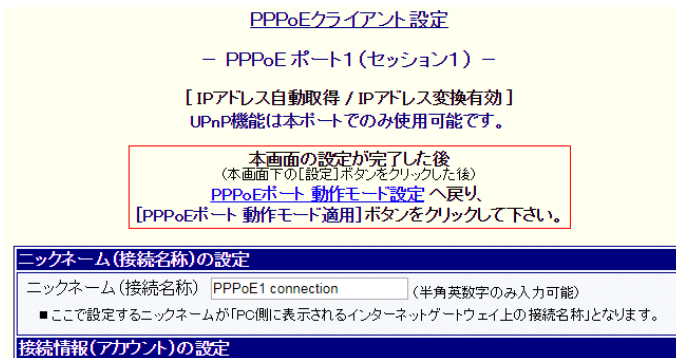 PPPoEクライアント設定
－ PPPoE ポート1（セッション1） －
[ IPアドレス自動取得 / IPアドレス変換有効 ]
UPnP機能は本ポートでのみ使用可能です。
本画面の設定が完了した後
(本画面下の[設定]ボタンをクリックした後)
PPPoEポート 動作モード設定 へ戻り、
[PPPoEポート 動作モード適用]ボタンをクリックして下さい。
ニックネーム(接続名称)の設定
ニックネーム(接続名称) PPPoE1 connection (半角英数字のみ入力可能)
■ここで設定するニックネームが「PC側に表示されるインターネットゲートウェイ上の接続名称」となります。
接続情報(アカウント)の設定